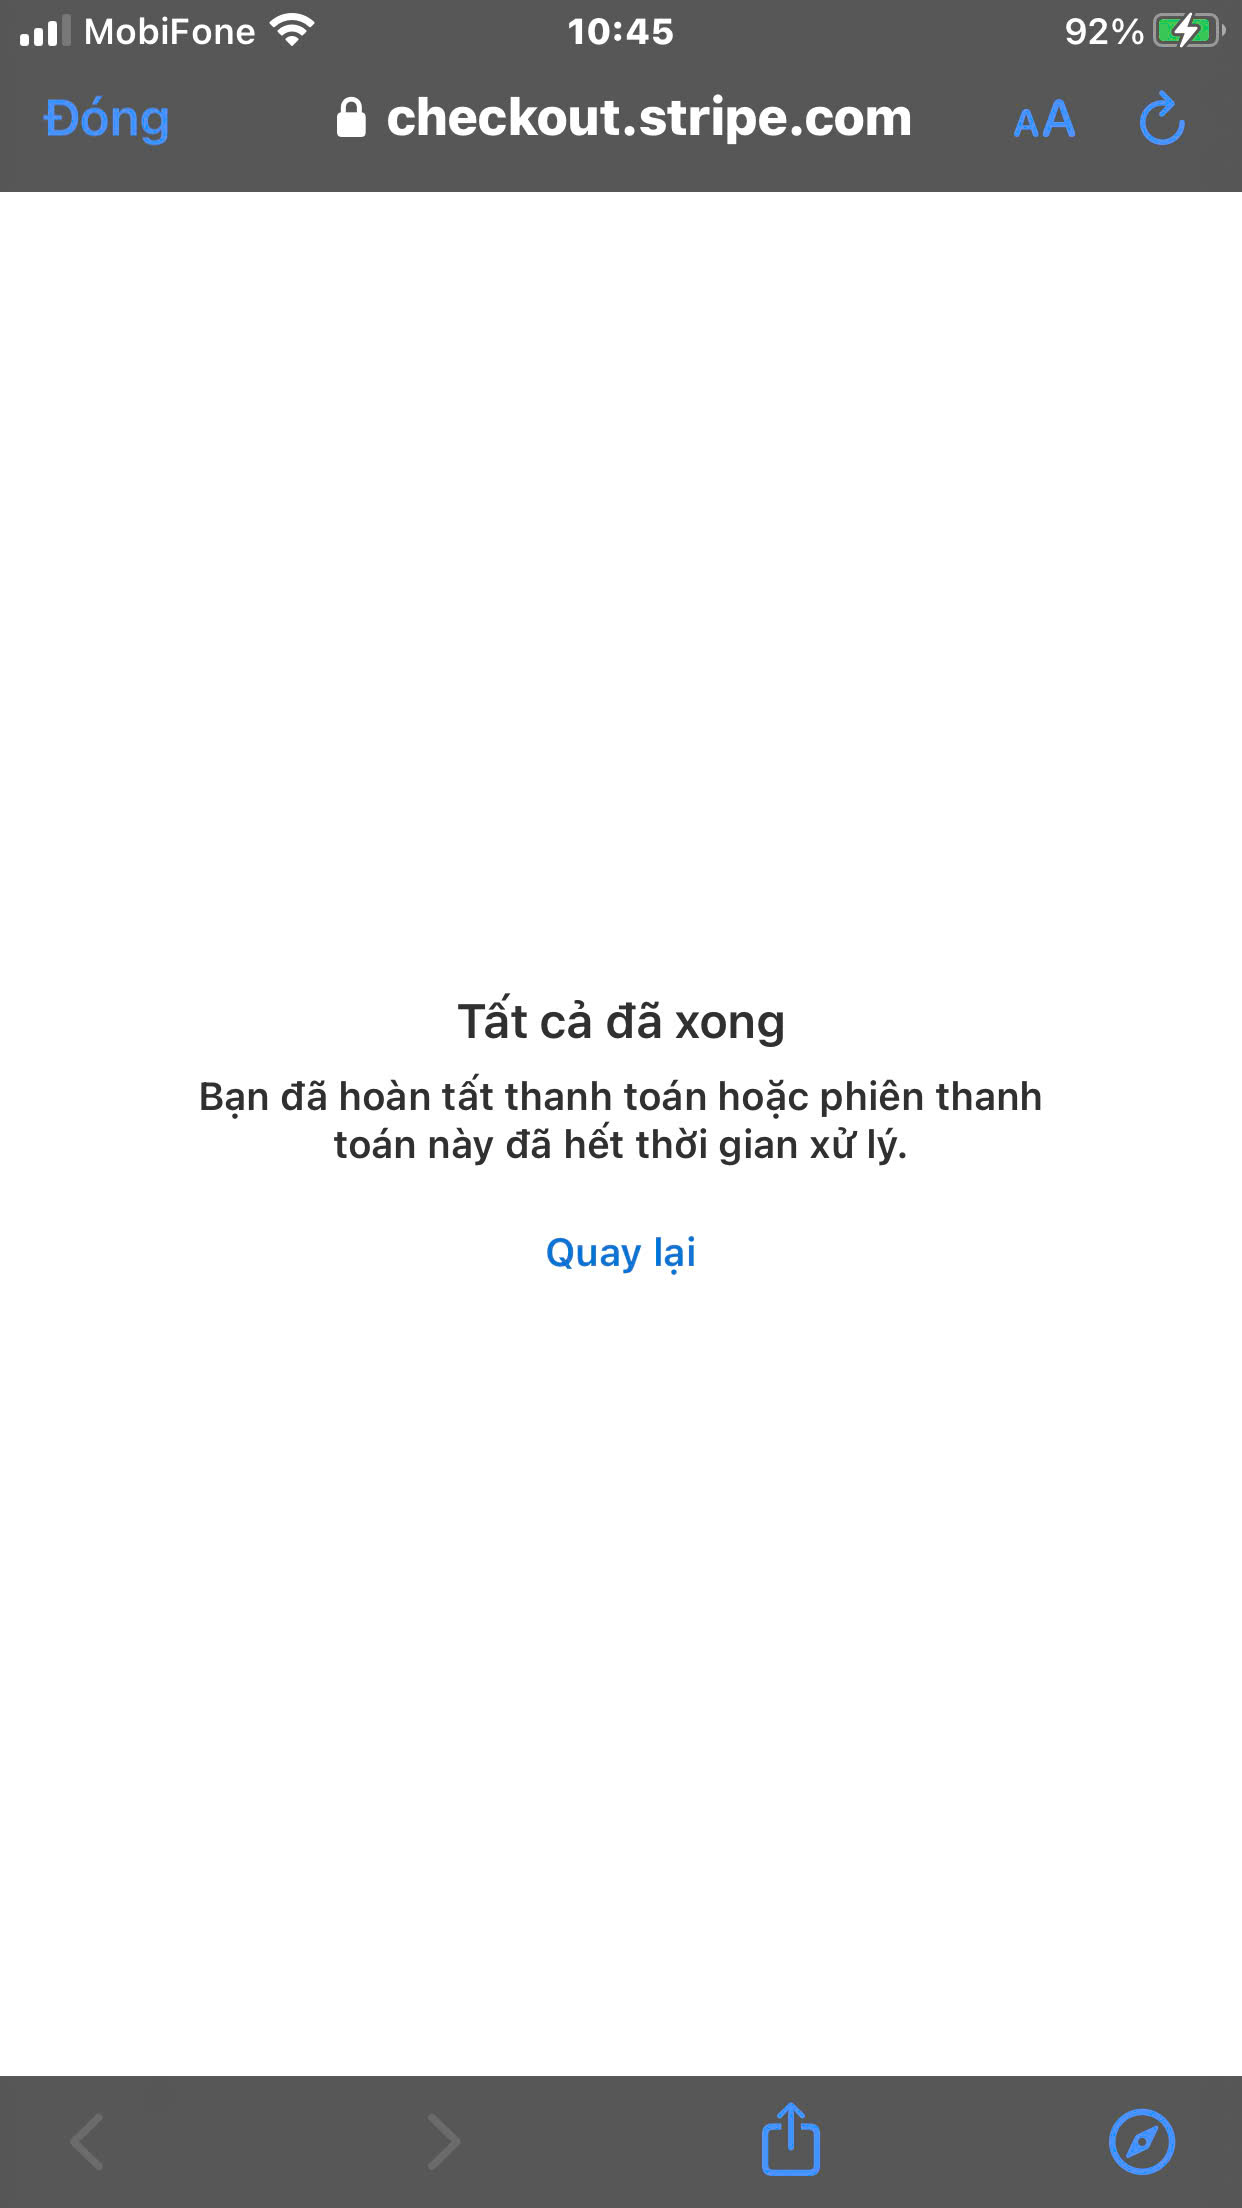 MobiFone 10:45 92%
Đóng checkout.stripe.com AA
Tất cả đã xong
Bạn đã hoàn tất thanh toán hoặc phiên thanh
toán này đã hết thời gian xử lý.
Quay lại